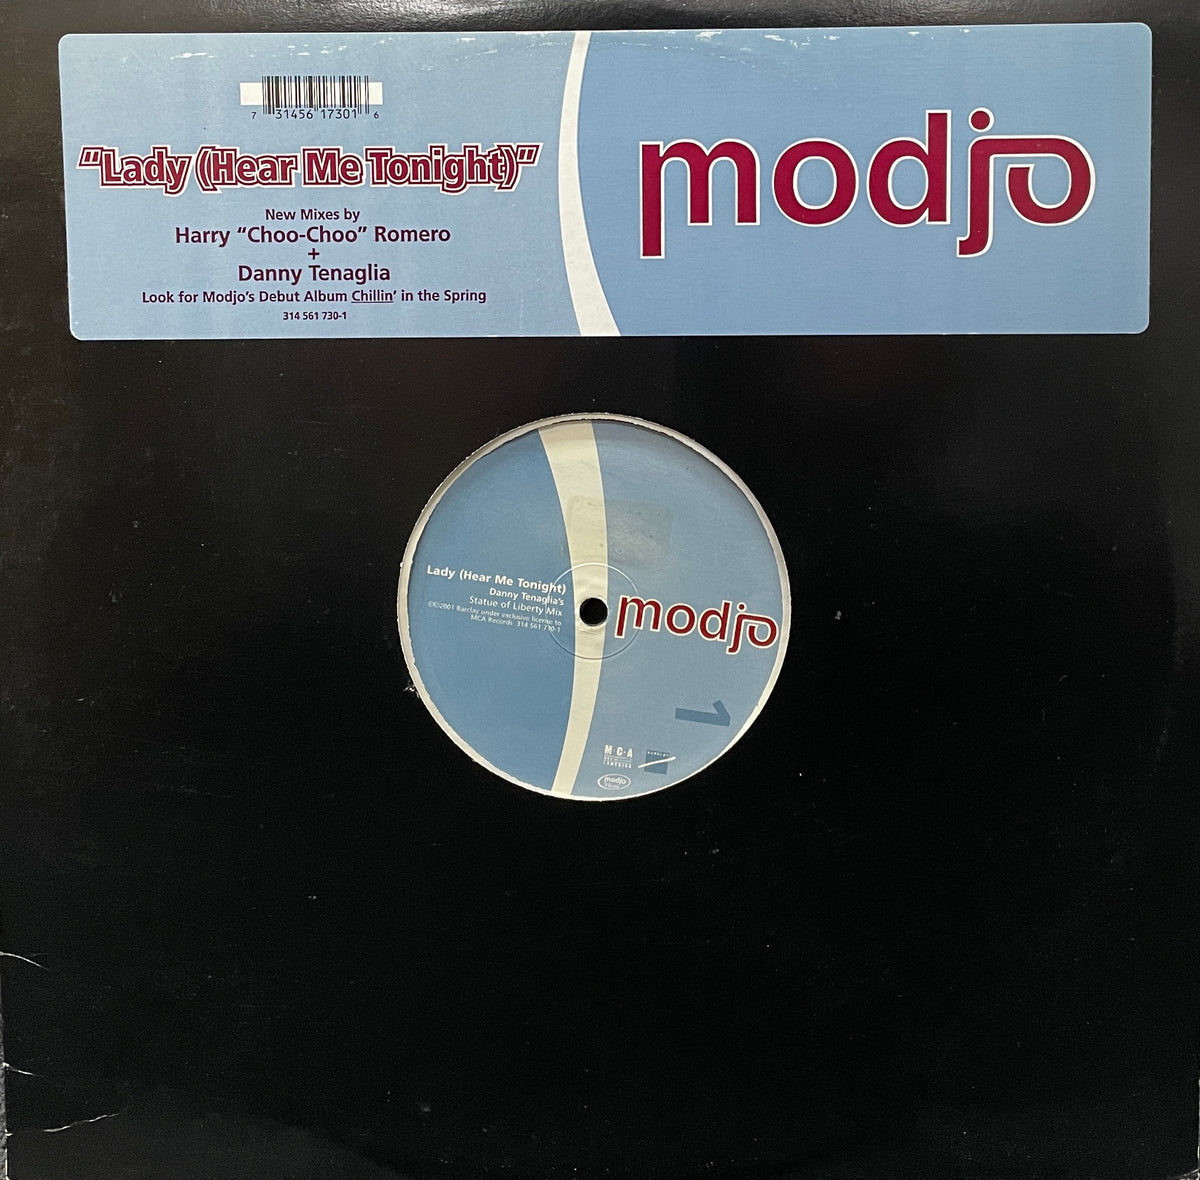 7 31456 17301 6
"Lady (Hear Me Tonight)"
New Mixes by
Harry "Choo-Choo" Romero
+
Danny Tenaglia
Look for Modjo's Debut Album Chillin' in the Spring
314 561 730-1
modjo
Lady (Hear Me Tonight)
Danny Tenaglia's
Statue of Liberty Mix
℗©2001 Barclay under exclusive license to
MCA Records 314 561 730-1
modjo
1
M·C·A
BARCLAY
modjo